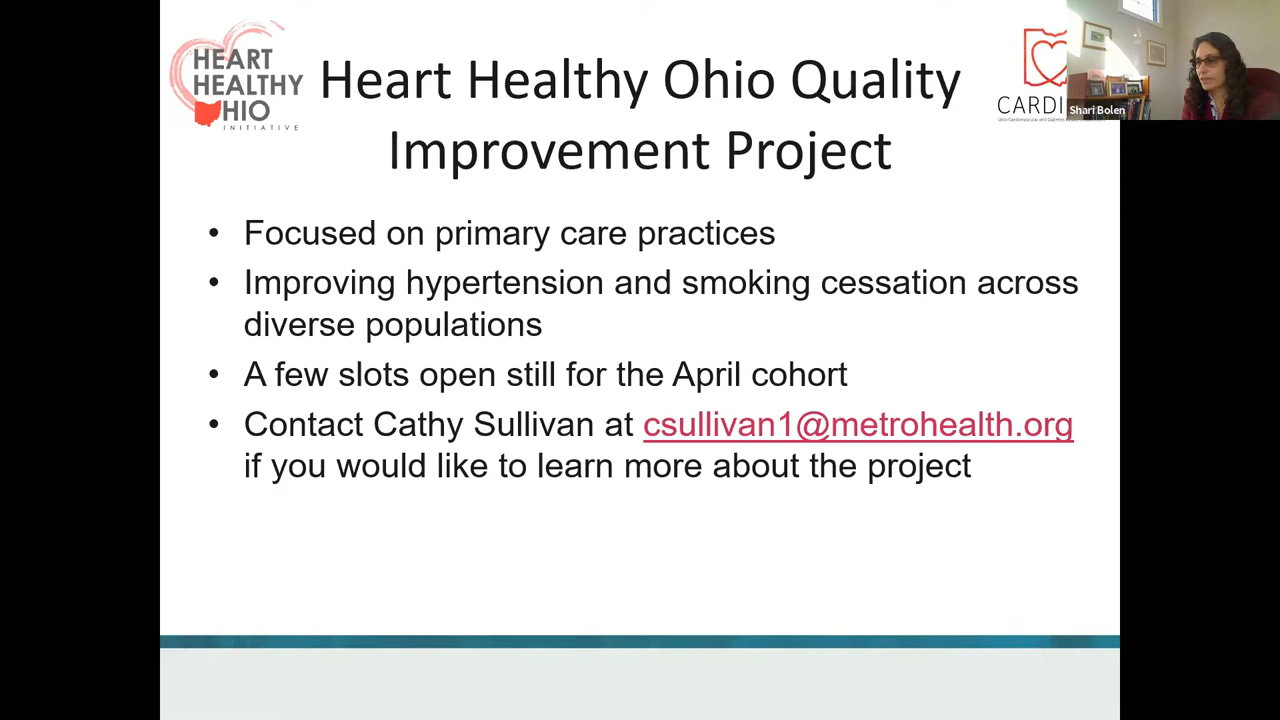 HEART
HEALTHY
OHIO
INITIATIVE
Heart Healthy Ohio Quality
Improvement Project
CARDI
Shari Bolen
• Focused on primary care practices
• Improving hypertension and smoking cessation across
diverse populations
• A few slots open still for the April cohort
• Contact Cathy Sullivan at csullivan1@metrohealth.org
if you would like to learn more about the project